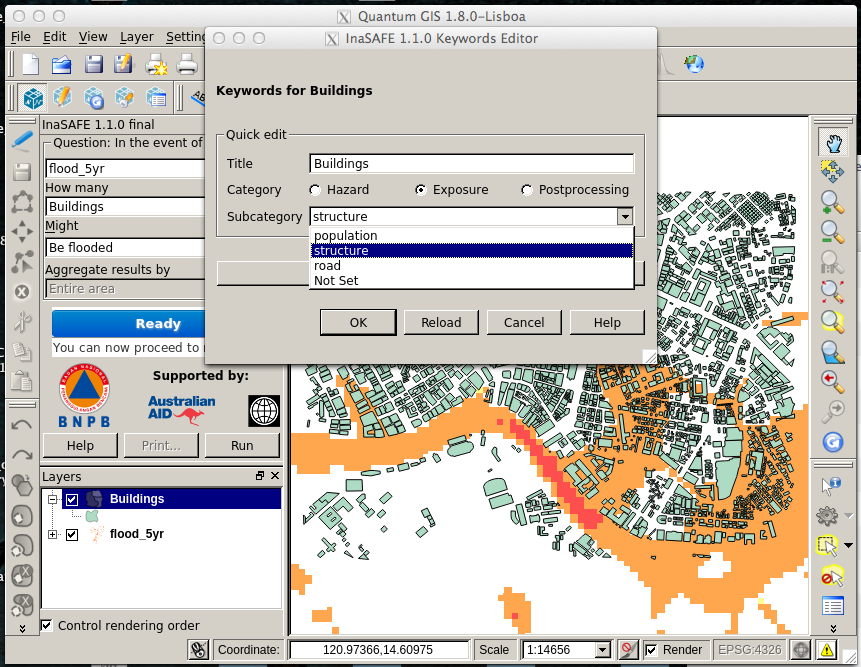 Quantum GIS 1.8.0-Lisboa
File Edit View Layer Setting
InaSAFE 1.1.0 Keywords Editor
Keywords for Buildings
Quick edit
Title Buildings
Category Hazard Exposure Postprocessing
Subcategory structure
population
structure
road
Not Set
OK Reload Cancel Help
InaSAFE 1.1.0 final
Question: In the event of
flood_5yr
How many
Buildings
Might
Be flooded
Aggregate results by
Entire area
Ready
You can now proceed to
Supported by:
BNPB
Australian
AID
Help Print... Run
Layers
Buildings
flood_5yr
Control rendering order
Coordinate: 120.97366,14.60975 Scale 1:14656 Render EPSG:4326